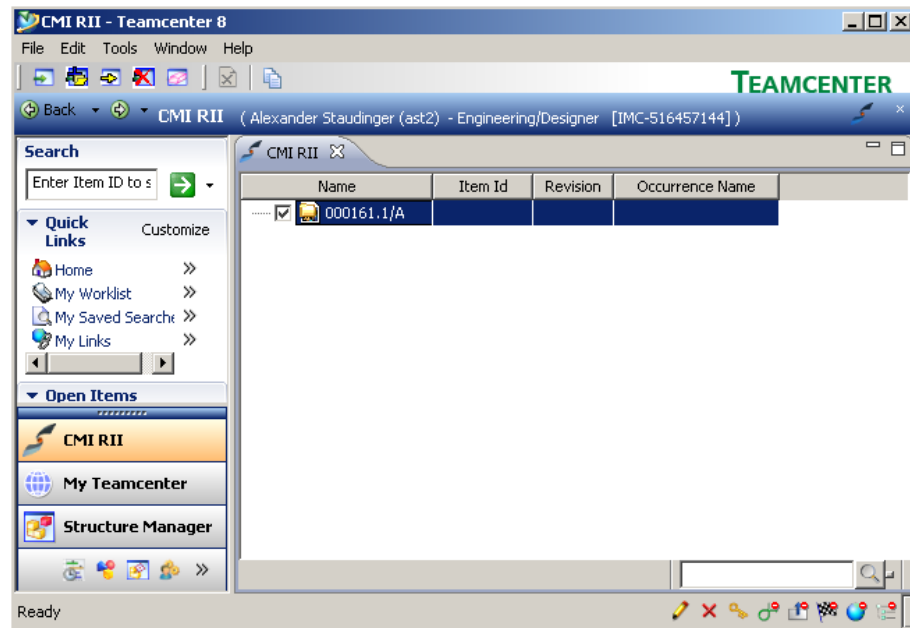 CMI RII - Teamcenter 8
File Edit Tools Window Help
TEAMCENTER
Back CMI RII ( Alexander Staudinger (ast2) - Engineering/Designer [IMC-516457144] )
Search
Enter Item ID to s
Quick Links
Customize
Home
My Worklist
My Saved Searche
My Links
Open Items
CMI RII
My Teamcenter
Structure Manager
CMI RII
Name Item Id Revision Occurrence Name
000161.1/A
Ready